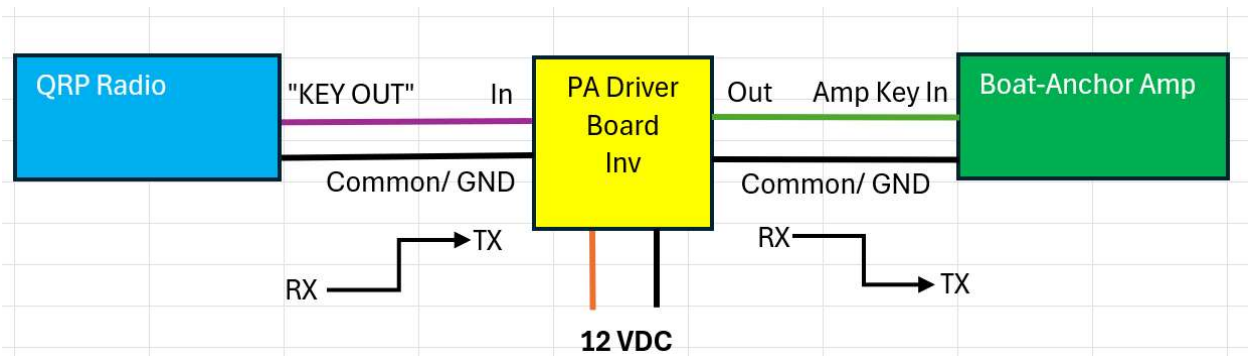 QRP Radio
"KEY OUT"
In
PA Driver
Board
Inv
Out
Amp Key In
Boat-Anchor Amp
Common/ GND
Common/ GND
RX
TX
RX
TX
12 VDC